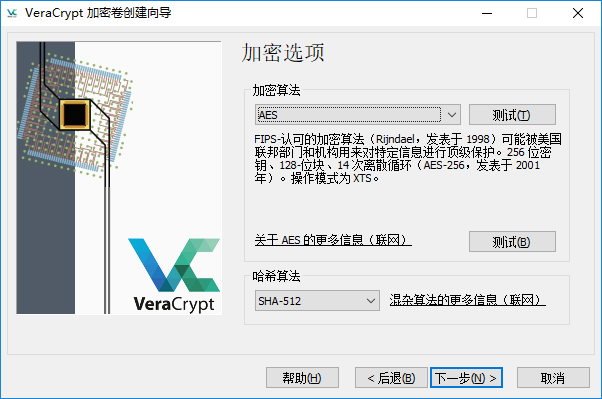 VeraCrypt 加密卷创建向导
加密选项
加密算法
AES
测试(T)
FIPS-认可的加密算法（Rijndael，发表于 1998）可能被美国
联邦部门和机构用来对特定信息进行顶级保护。256 位密
钥、128-位块、14 次离散循环（AES-256，发表于 2001
年）。操作模式为 XTS。
关于 AES 的更多信息（联网）
测试(B)
哈希算法
SHA-512
混杂算法的更多信息（联网）
VeraCrypt
帮助(H)
< 后退(B)
下一步(N) >
取消